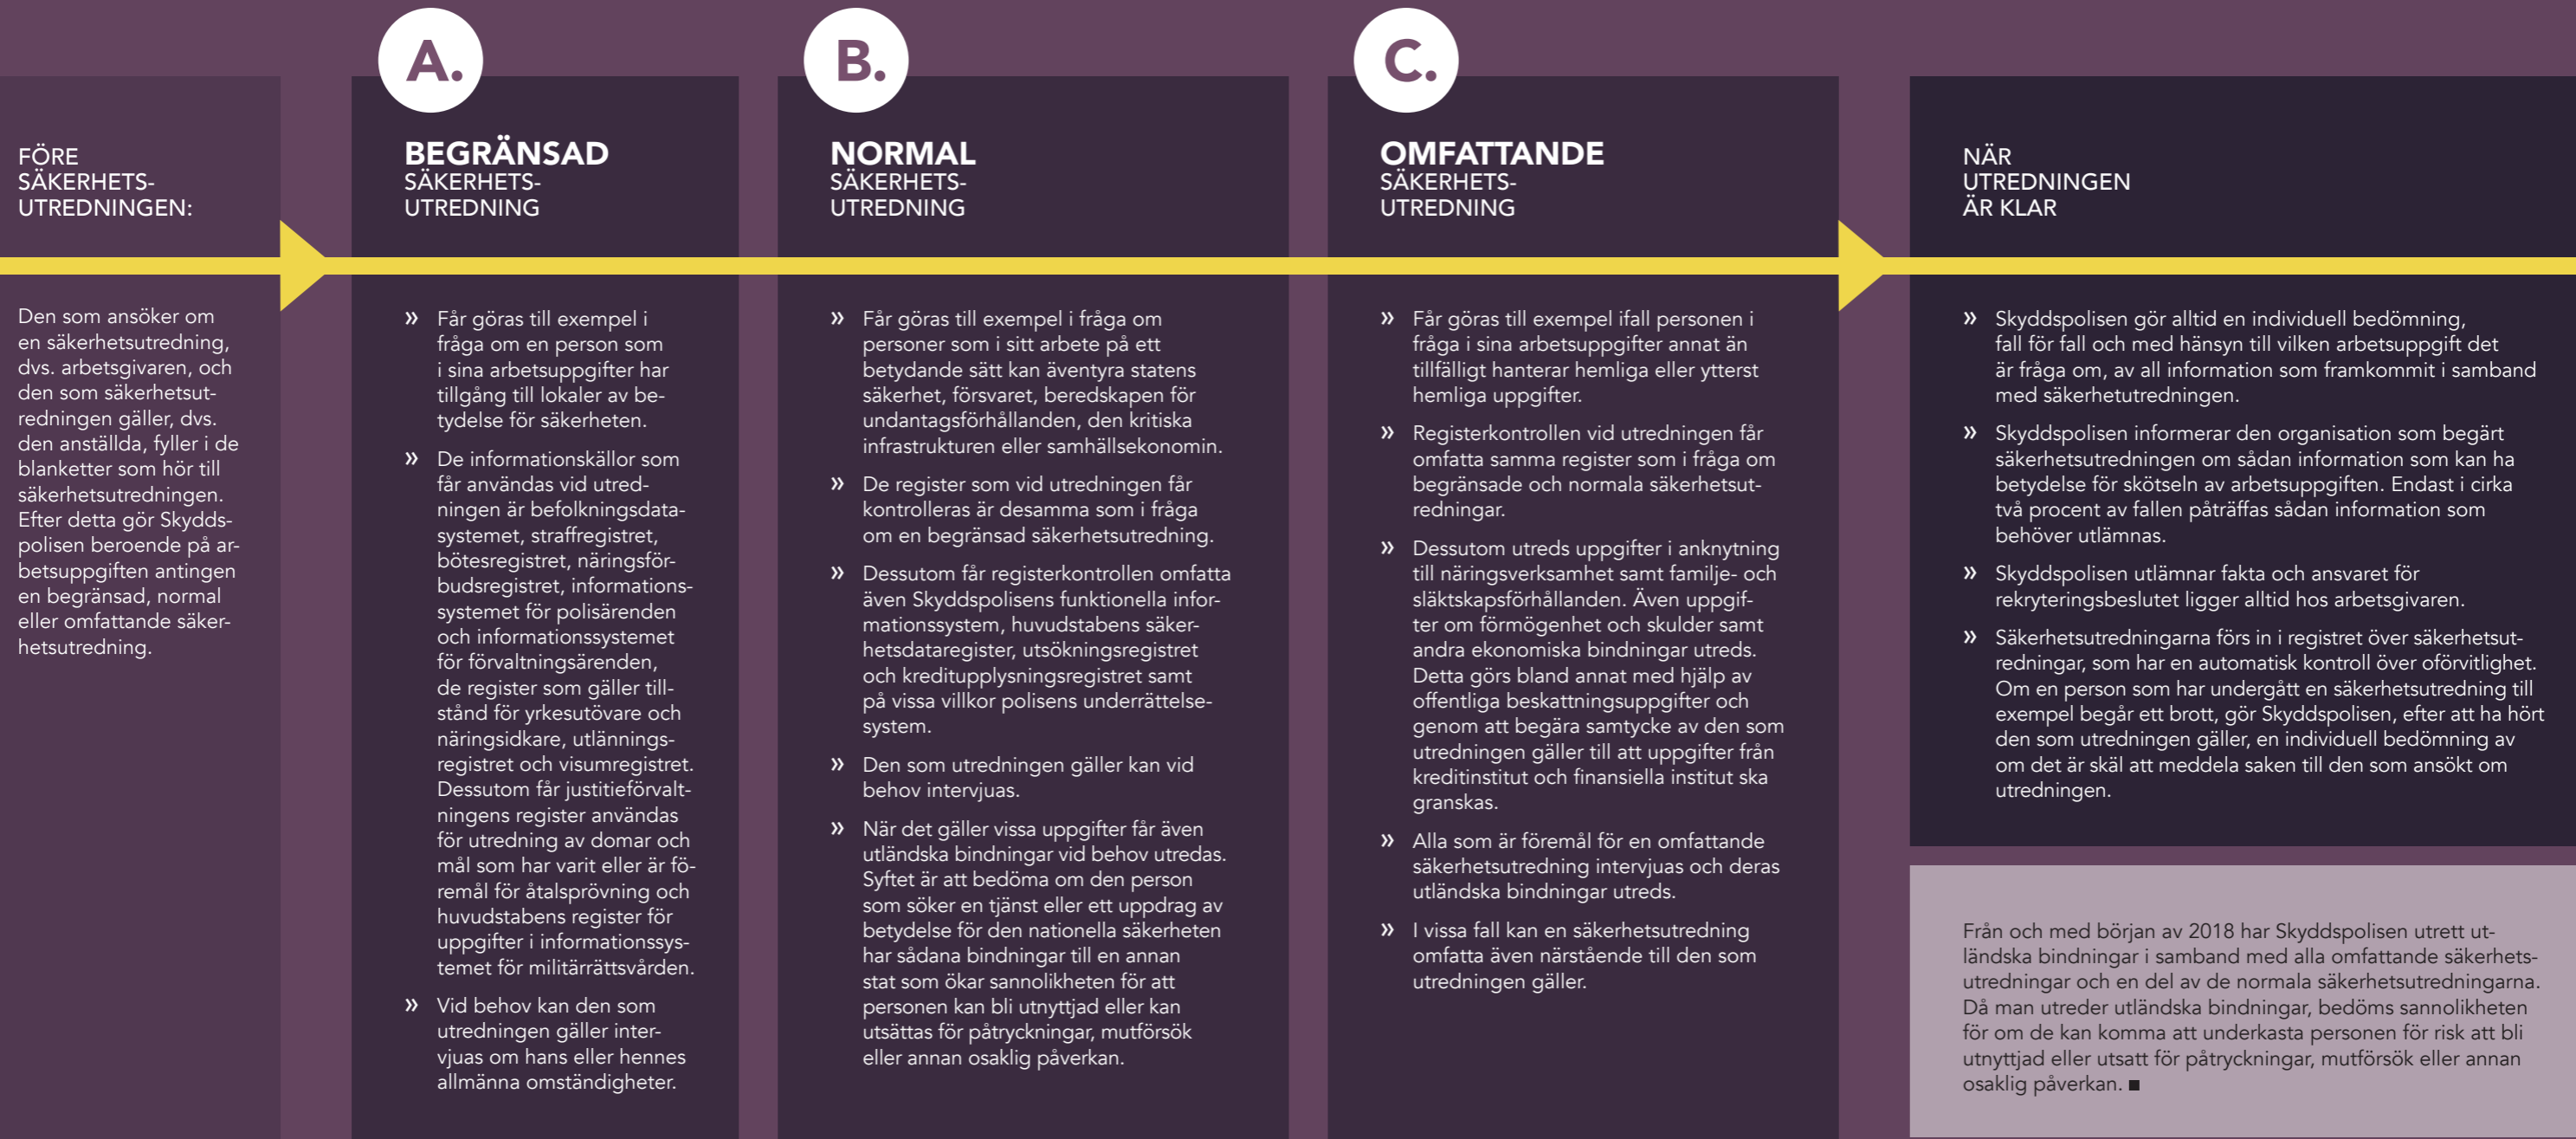 FÖRE
SÄKERHETS-
UTREDNINGEN:
Den som ansöker om
en säkerhetsutredning,
dvs. arbetsgivaren, och
den som säkerhetsut-
redningen gäller, dvs.
den anställda, fyller i de
blanketter som hör till
säkerhetsutredningen.
Efter detta gör Skydds-
polisen beroende på ar-
betsuppgiften antingen
en begränsad, normal
eller omfattande säker-
hetsutredning.
A.
BEGRÄNSAD
SÄKERHETS-
UTREDNING
» Får göras till exempel i
fråga om en person som
i sina arbetsuppgifter har
tillgång till lokaler av be-
tydelse för säkerheten.
» De informationskällor som
får användas vid utred-
ningen är befolkningsdata-
systemet, straffregistret,
bötesregistret, näringsför-
budsregistret, informations-
systemet för polisärenden
och informationssystemet
för förvaltningsärenden,
de register som gäller till-
stånd för yrkesutövare och
näringsidkare, utlännings-
registret och visumregistret.
Dessutom får justitieförvalt-
ningens register användas
för utredning av domar och
mål som har varit eller är fö-
remål för åtalsprövning och
huvudstabens register för
uppgifter i informationssys-
temet för militärrättsvården.
» Vid behov kan den som
utredningen gäller inter-
vjuas om hans eller hennes
allmänna omständigheter.
B.
NORMAL
SÄKERHETS-
UTREDNING
» Får göras till exempel i fråga om
personer som i sitt arbete på ett
betydande sätt kan äventyra statens
säkerhet, försvaret, beredskapen för
undantagsförhållanden, den kritiska
infrastrukturen eller samhällsekonomin.
» De register som vid utredningen får
kontrolleras är desamma som i fråga
om en begränsad säkerhetsutredning.
» Dessutom får registerkontrollen omfatta
även Skyddspolisens funktionella infor-
mationssystem, huvudstabens säker-
hetsdataregister, utsökningsregistret
och kreditupplysningsregistret samt
på vissa villkor polisens underrättelse-
system.
» Den som utredningen gäller kan vid
behov intervjuas.
» När det gäller vissa uppgifter får även
utländska bindningar vid behov utredas.
Syftet är att bedöma om den person
som söker en tjänst eller ett uppdrag av
betydelse för den nationella säkerheten
har sådana bindningar till en annan
stat som ökar sannolikheten för att
personen kan bli utnyttjad eller kan
utsättas för påtryckningar, mutförsök
eller annan osaklig påverkan.
C.
OMFATTANDE
SÄKERHETS-
UTREDNING
» Får göras till exempel ifall personen i
fråga i sina arbetsuppgifter annat än
tillfälligt hanterar hemliga eller ytterst
hemliga uppgifter.
» Registerkontrollen vid utredningen får
omfatta samma register som i fråga om
begränsade och normala säkerhetsut-
redningar.
» Dessutom utreds uppgifter i anknytning
till näringsverksamhet samt familje- och
släktskapsförhållanden. Även uppgif-
ter om förmögenhet och skulder samt
andra ekonomiska bindningar utreds.
Detta görs bland annat med hjälp av
offentliga beskattningsuppgifter och
genom att begära samtycke av den som
utredningen gäller till att uppgifter från
kreditinstitut och finansiella institut ska
granskas.
» Alla som är föremål för en omfattande
säkerhetsutredning intervjuas och deras
utländska bindningar utreds.
» I vissa fall kan en säkerhetsutredning
omfatta även närstående till den som
utredningen gäller.
NÄR
UTREDNINGEN
ÄR KLAR
» Skyddspolisen gör alltid en individuell bedömning,
fall för fall och med hänsyn till vilken arbetsuppgift det
är fråga om, av all information som framkommit i samband
med säkerhetutredningen.
» Skyddspolisen informerar den organisation som begärt
säkerhetsutredningen om sådan information som kan ha
betydelse för skötseln av arbetsuppgiften. Endast i cirka
två procent av fallen påträffas sådan information som
behöver utlämnas.
» Skyddspolisen utlämnar fakta och ansvaret för
rekryteringsbeslutet ligger alltid hos arbetsgivaren.
» Säkerhetsutredningarna förs in i registret över säkerhetsut-
redningar, som har en automatisk kontroll över oförvitlighet.
Om en person som har undergått en säkerhetsutredning till
exempel begår ett brott, gör Skyddspolisen, efter att ha hört
den som utredningen gäller, en individuell bedömning av
om det är skäl att meddela saken till den som ansökt om
utredningen.
Från och med början av 2018 har Skyddspolisen utrett ut-
ländska bindningar i samband med alla omfattande säkerhets-
utredningar och en del av de normala säkerhetsutredningarna.
Då man utreder utländska bindningar, bedöms sannolikheten
för om de kan komma att underkasta personen för risk att bli
utnyttjad eller utsatt för påtryckningar, mutförsök eller annan
osaklig påverkan. ■